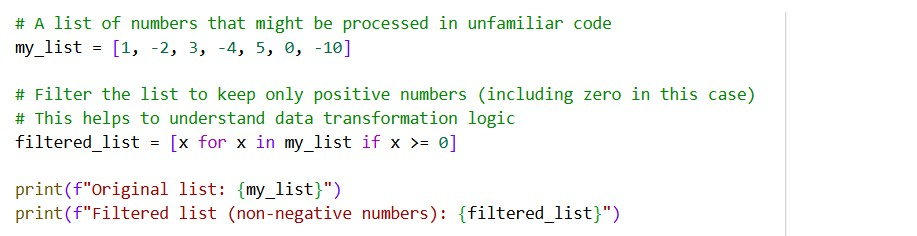 # A list of numbers that might be processed in unfamiliar code
my_list = [1, -2, 3, -4, 5, 0, -10]
# Filter the list to keep only positive numbers (including zero in this case)
# This helps to understand data transformation logic
filtered_list = [x for x in my_list if x >= 0]
print(f"Original list: {my_list}")
print(f"Filtered list (non-negative numbers): {filtered_list}")